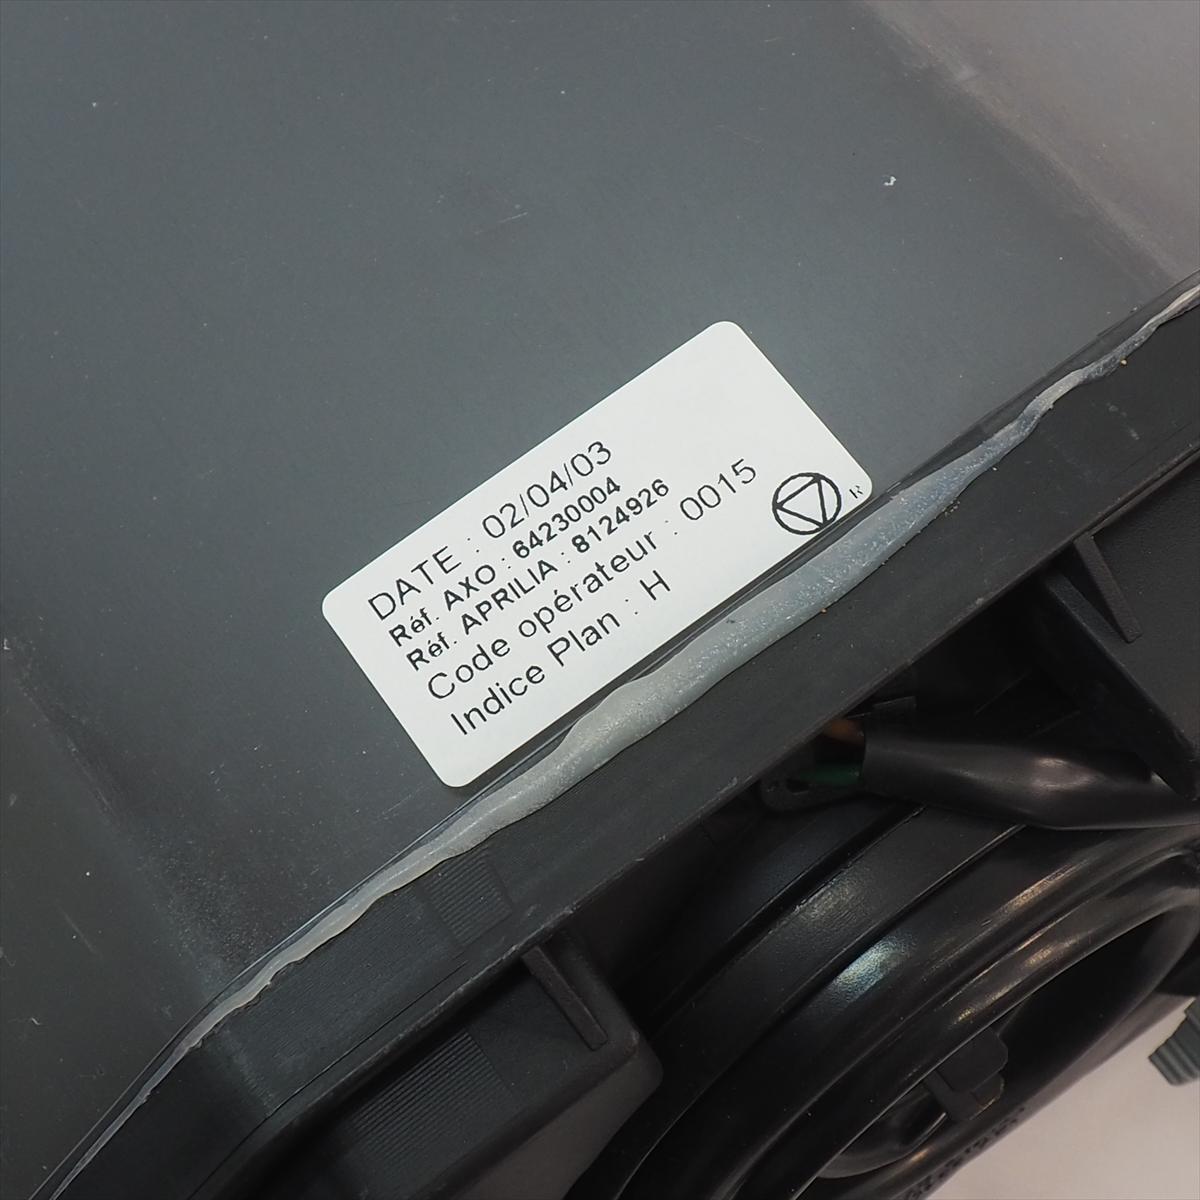 DATE : 02/04/03
Réf. AXO : 64230004
Réf. APRILIA : 8124926
Code opérateur : 0015
Indice Plan : H
R